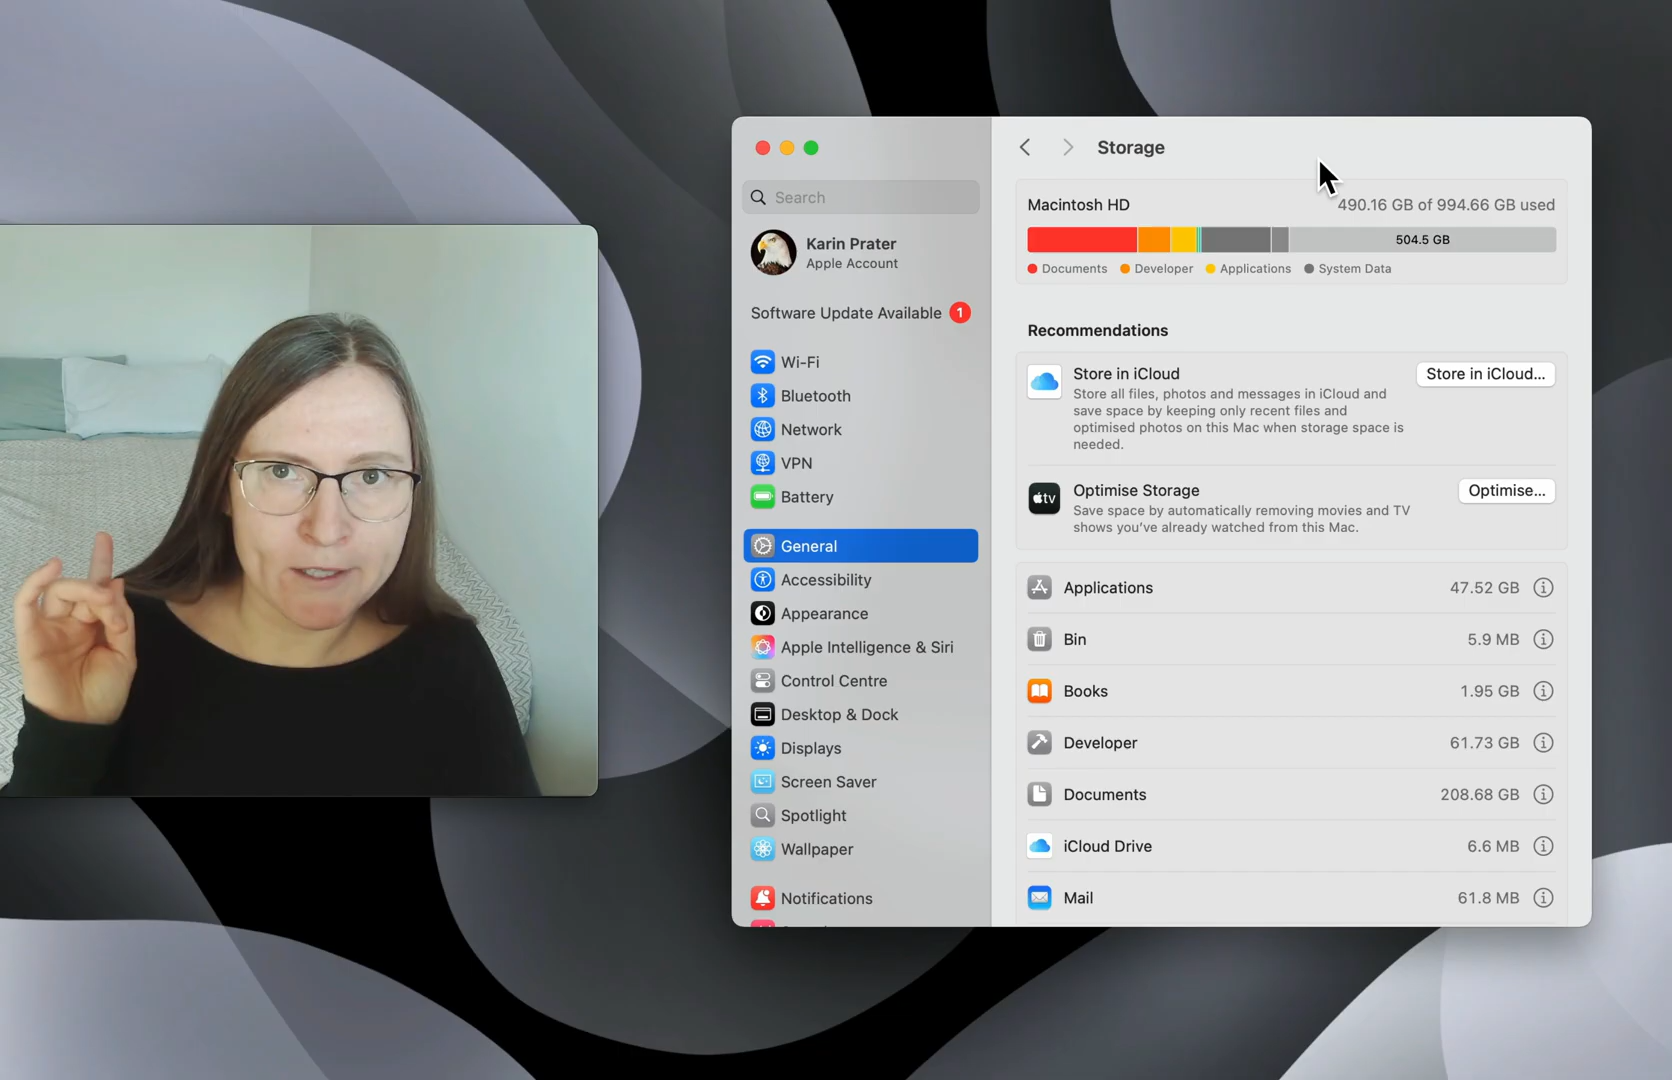 Storage
Search
Macintosh HD
490.16 GB of 994.66 GB used
504.5 GB
Documents
Developer
Applications
System Data
Karin Prater
Apple Account
Software Update Available 1
Wi-Fi
Bluetooth
Network
VPN
Battery
General
Accessibility
Appearance
Apple Intelligence & Siri
Control Centre
Desktop & Dock
Displays
Screen Saver
Spotlight
Wallpaper
Notifications
Recommendations
Store in iCloud
Store all files, photos and messages in iCloud and
save space by keeping only recent files and
optimised photos on this Mac when storage space is
needed.
Store in iCloud...
tv
Optimise Storage
Save space by automatically removing movies and TV
shows you've already watched from this Mac.
Optimise...
Applications 47.52 GB
Bin 5.9 MB
Books 1.95 GB
Developer 61.73 GB
Documents 208.68 GB
iCloud Drive 6.6 MB
Mail 61.8 MB